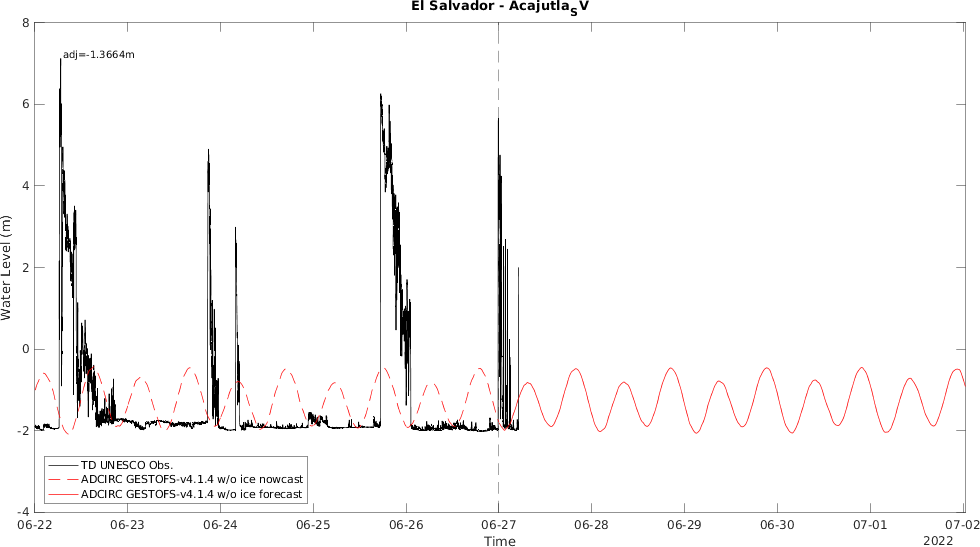 El Salvador - AcajutlaSV
adj=-1.3664m
Water Level (m)
8
6
4
2
0
-2
-4
TD UNESCO Obs.
ADCIRC GESTOFS-v4.1.4 w/o ice nowcast
ADCIRC GESTOFS-v4.1.4 w/o ice forecast
06-22 06-23 06-24 06-25 06-26 06-27 06-28 06-29 06-30 07-01 07-02
Time
2022